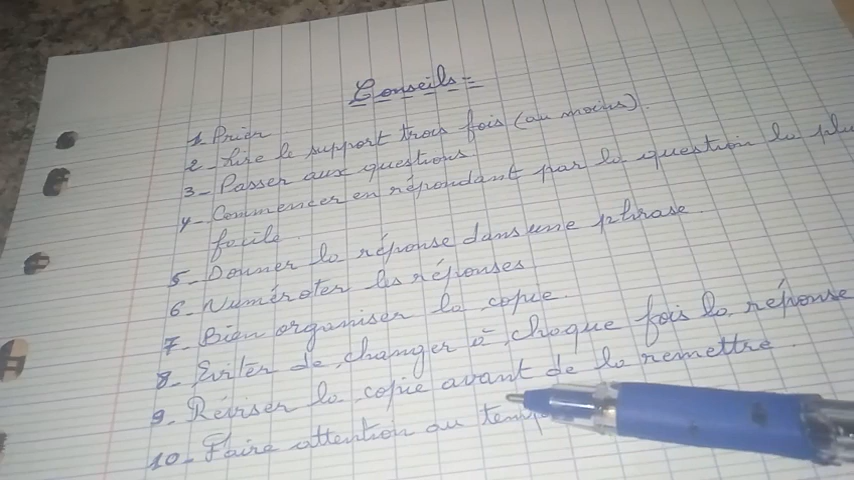 Conseils =
1. Prier
2- Lire le support trois fois (au moins).
3- Passer aux questions
4- Commencer en répondant par la question la plu
facile.
5- Donner la réponse dans une phrase.
6- Numéroter les réponses
7- Bien organiser la copie.
8- Eviter de changer à chaque fois la réponse
9- Réviser la copie avant de la remettre.
10- Faire attention au temp